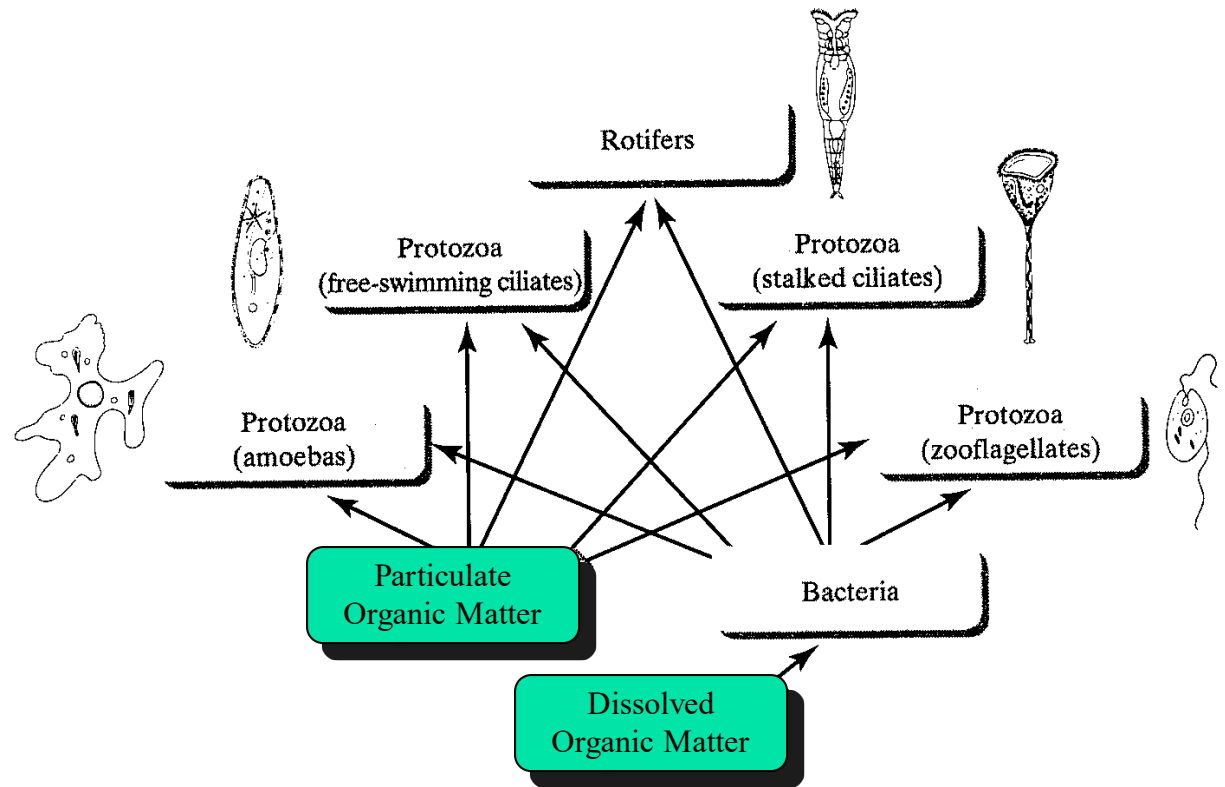 Rotifers
Protozoa
(free-swimming ciliates)
Protozoa
(stalked ciliates)
Protozoa
(amoebas)
Protozoa
(zooflagellates)
Particulate
Organic Matter
Bacteria
Dissolved
Organic Matter